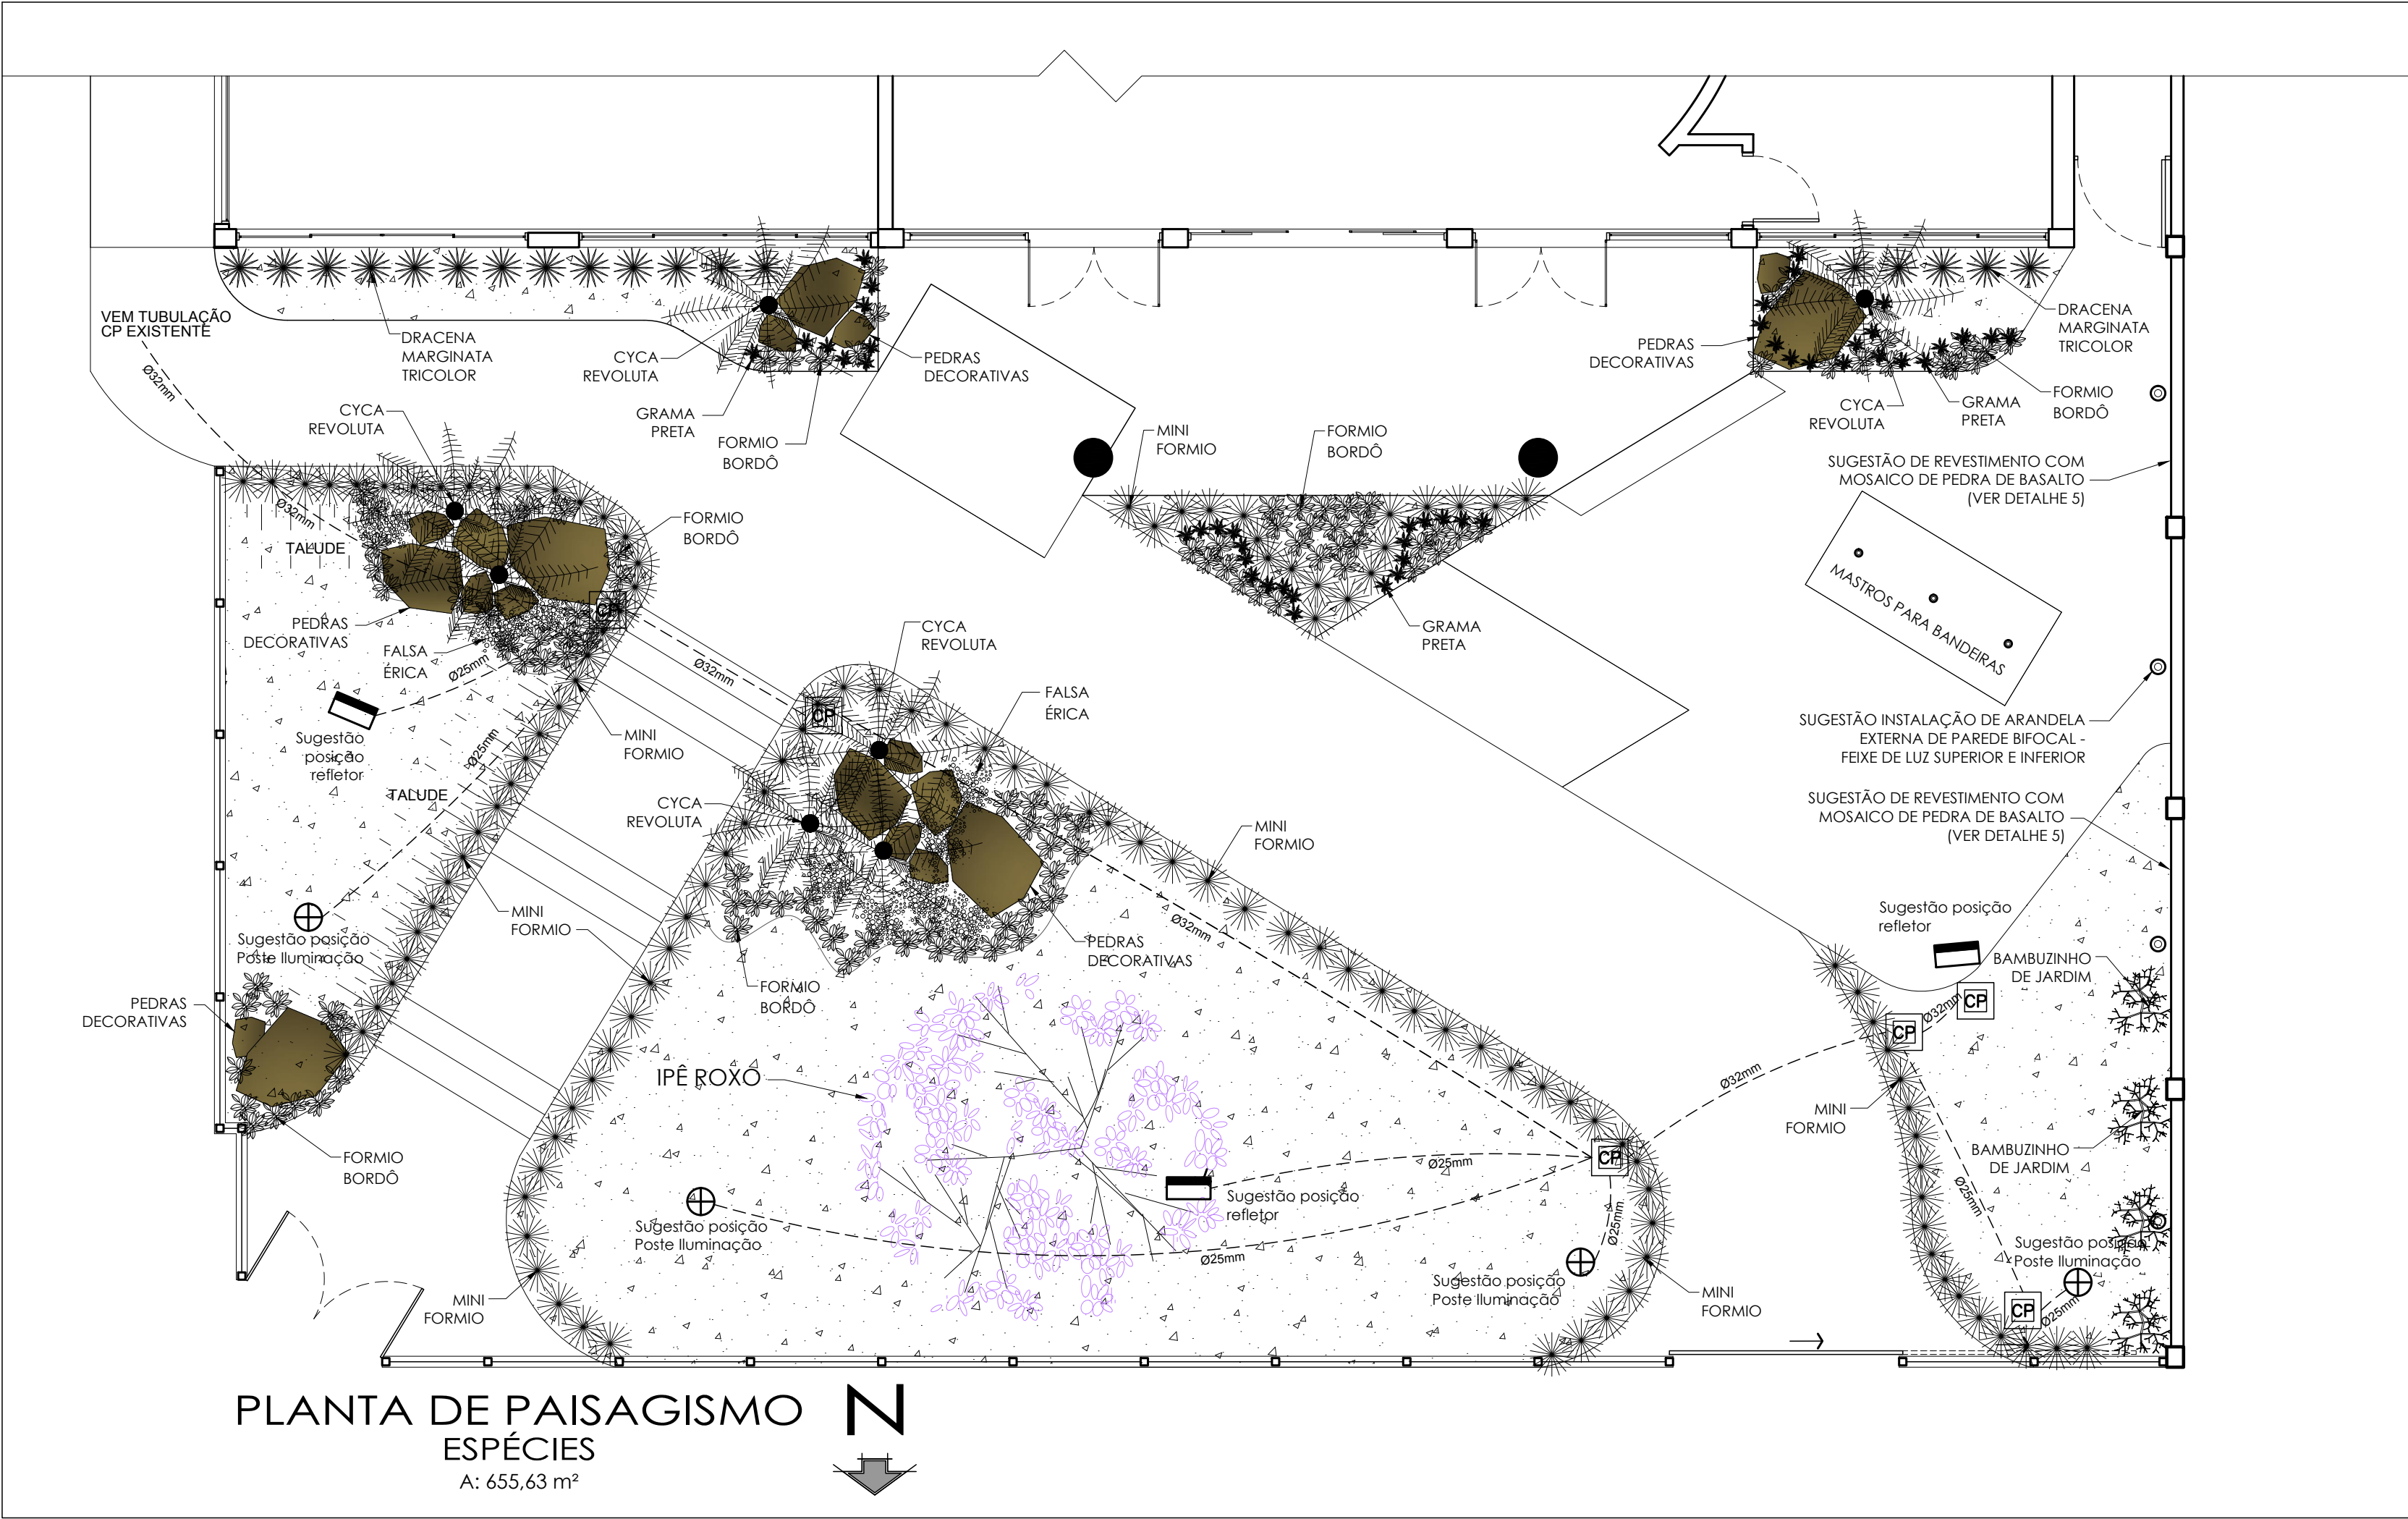 VEM TUBULAÇÃO
CP EXISTENTE
Ø32mm
DRACENA
MARGINATA
TRICOLOR
CYCA
REVOLUTA
GRAMA
PRETA
FORMIO
BORDÔ
PEDRAS
DECORATIVAS
PEDRAS
DECORATIVAS
DRACENA
MARGINATA
TRICOLOR
FORMIO
BORDÔ
GRAMA
PRETA
CYCA
REVOLUTA
CYCA
REVOLUTA
MINI
FORMIO
FORMIO
BORDÔ
SUGESTÃO DE REVESTIMENTO COM
MOSAICO DE PEDRA DE BASALTO
(VER DETALHE 5)
Ø32mm
TALUDE
FORMIO
BORDÔ
CP
PEDRAS
DECORATIVAS
FALSA
ÉRICA
Ø25mm
Sugestão
posição
refletor
Ø25mm
MINI
FORMIO
TALUDE
Ø32mm
CP
CYCA
REVOLUTA
FALSA
ÉRICA
GRAMA
PRETA
MASTROS PARA BANDEIRAS
SUGESTÃO INSTALAÇÃO DE ARANDELA
EXTERNA DE PAREDE BIFOCAL -
FEIXE DE LUZ SUPERIOR E INFERIOR
SUGESTÃO DE REVESTIMENTO COM
MOSAICO DE PEDRA DE BASALTO
(VER DETALHE 5)
CYCA
REVOLUTA
MINI
FORMIO
MINI
FORMIO
Sugestão posição
Poste Iluminação
Ø32mm
PEDRAS
DECORATIVAS
FORMIO
BORDÔ
Sugestão posição
refletor
BAMBUZINHO
DE JARDIM
CP
CP
Ø32mm
PEDRAS
DECORATIVAS
IPÊ ROXO
Ø32mm
MINI
FORMIO
FORMIO
BORDÔ
CP
Ø25mm
BAMBUZINHO
DE JARDIM
Ø25mm
Sugestão posição
refletor
Sugestão posição
Poste Iluminação
Ø25mm
Ø25mm
Sugestão posição
Poste Iluminação
Sugestão posição
Poste Iluminação
CP
Ø25mm
MINI
FORMIO
MINI
FORMIO
PLANTA DE PAISAGISMO
ESPÉCIES
A: 655,63 m²
N